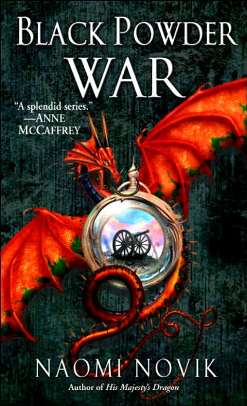 BLACK POWDER
WAR
"A splendid series."
—ANNE
MCCAFFREY
NAOMI NOVIK
Author of His Majesty's Dragon